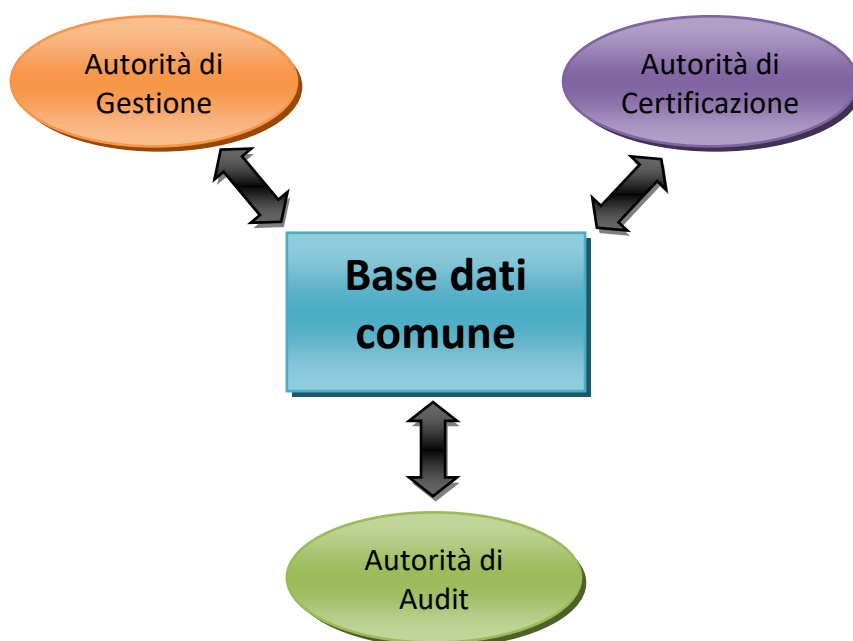 Autorità di
Gestione
Autorità di
Certificazione
Base dati
comune
Autorità di
Audit